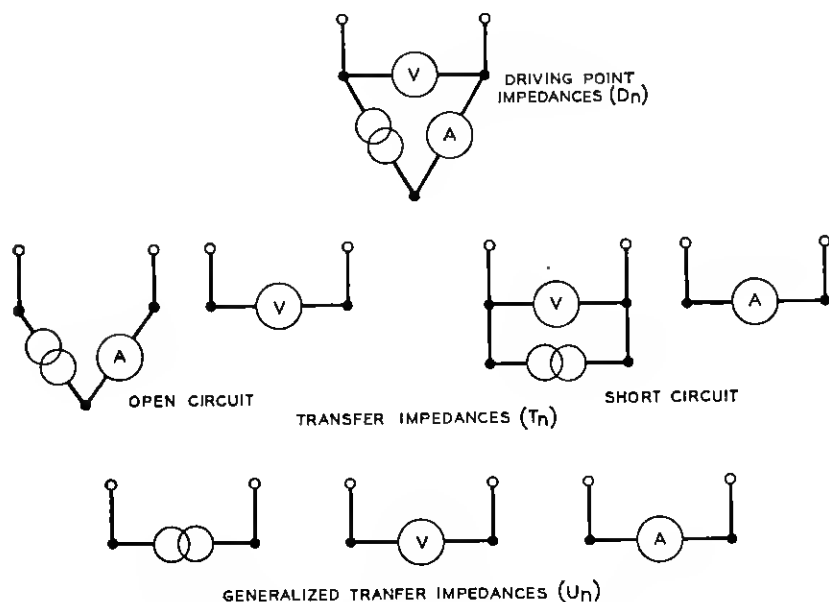 V
DRIVING POINT
IMPEDANCES (Dn)
A
V
V
A
A
OPEN CIRCUIT
SHORT CIRCUIT
TRANSFER IMPEDANCES (Tn)
V
A
GENERALIZED TRANFER IMPEDANCES (Un)